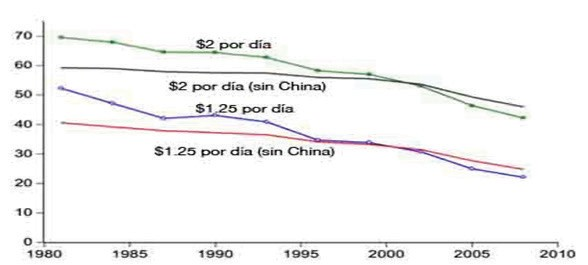 70
$2 por día
60
$2 por día (sin China)
50
$1.25 por día
40
$1.25 por día (sin China)
30
20
10
0
1980 1985 1990 1995 2000 2005 2010